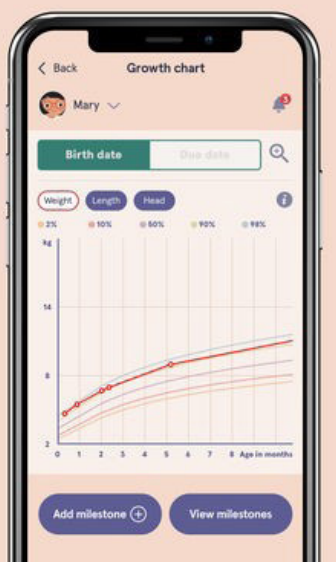 Back Growth chart
Mary
3
Birth date Due date
Weight Length Head
i
2% 10% 50% 90% 98%
kg
14
8
2
0 1 2 3 4 5 6 7 8 Age in months
Add milestone View milestones